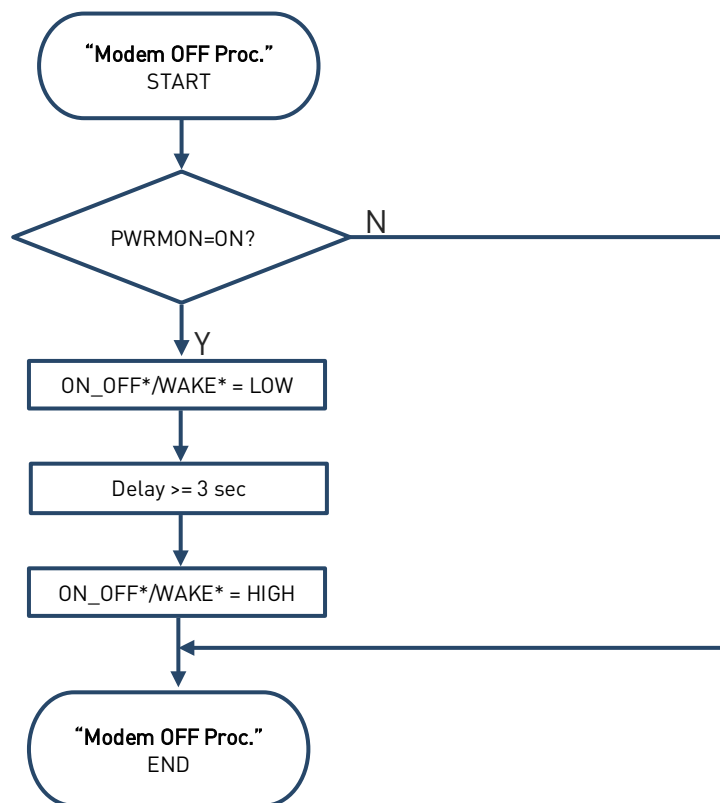 “Modem OFF Proc.”
START
PWRMON=ON?
N
Y
ON_OFF*/WAKE* = LOW
Delay >= 3 sec
ON_OFF*/WAKE* = HIGH
“Modem OFF Proc.”
END